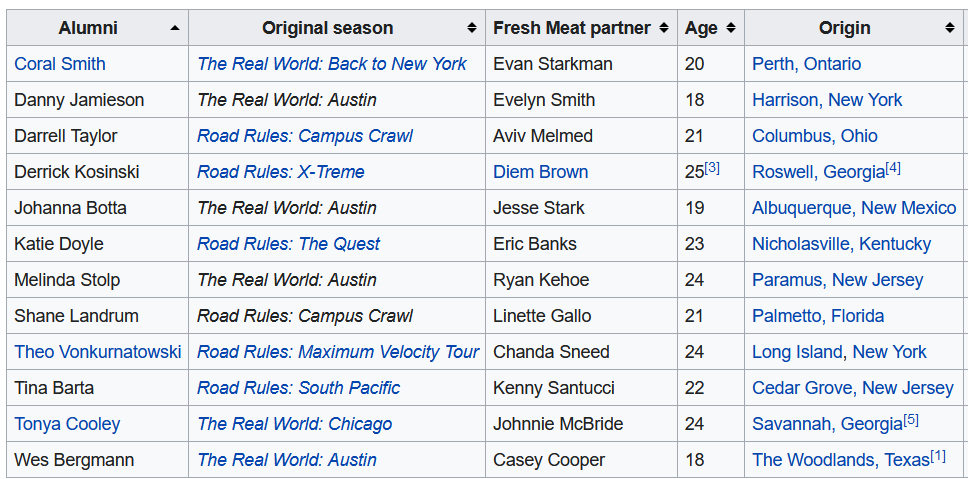 Alumni Original season Fresh Meat partner Age Origin
Coral Smith The Real World: Back to New York Evan Starkman 20 Perth, Ontario
Danny Jamieson The Real World: Austin Evelyn Smith 18 Harrison, New York
Darrell Taylor Road Rules: Campus Crawl Aviv Melmed 21 Columbus, Ohio
Derrick Kosinski Road Rules: X-Treme Diem Brown 25[3] Roswell, Georgia[4]
Johanna Botta The Real World: Austin Jesse Stark 19 Albuquerque, New Mexico
Katie Doyle Road Rules: The Quest Eric Banks 23 Nicholasville, Kentucky
Melinda Stolp The Real World: Austin Ryan Kehoe 24 Paramus, New Jersey
Shane Landrum Road Rules: Campus Crawl Linette Gallo 21 Palmetto, Florida
Theo Vonkurnatowski Road Rules: Maximum Velocity Tour Chanda Sneed 24 Long Island, New York
Tina Barta Road Rules: South Pacific Kenny Santucci 22 Cedar Grove, New Jersey
Tonya Cooley The Real World: Chicago Johnnie McBride 24 Savannah, Georgia[5]
Wes Bergmann The Real World: Austin Casey Cooper 18 The Woodlands, Texas[1]